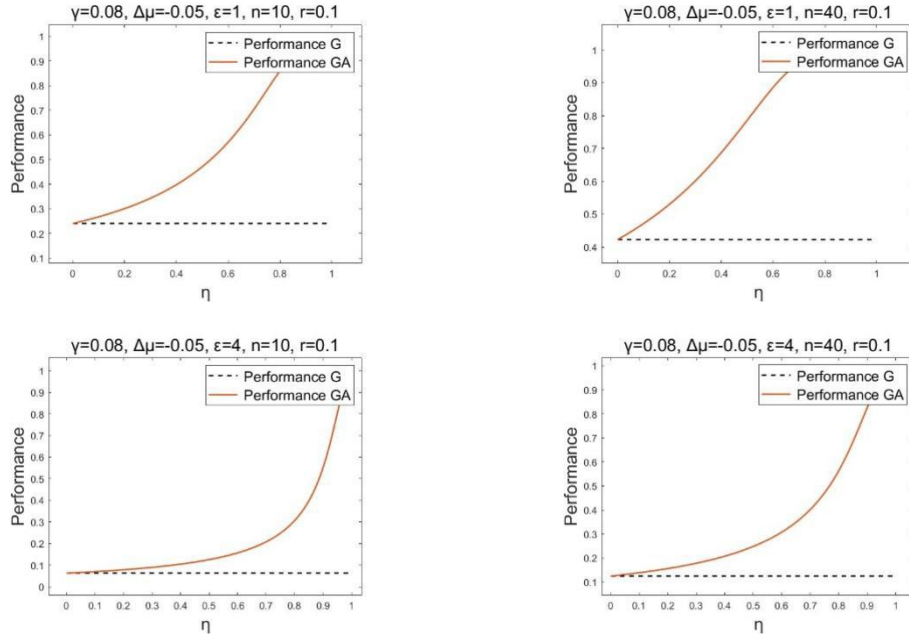 γ=0.08, Δμ=-0.05, ε=1, n=10, r=0.1
Performance G
Performance GA
1
0.9
0.8
0.7
0.6
0.5
0.4
0.3
0.2
0.1
Performance
0 0.2 0.4 0.6 0.8 1
η
γ=0.08, Δμ=-0.05, ε=1, n=40, r=0.1
Performance G
Performance GA
1
0.9
0.8
0.7
0.6
0.5
0.4
Performance
0 0.2 0.4 0.6 0.8 1
η
γ=0.08, Δμ=-0.05, ε=4, n=10, r=0.1
Performance G
Performance GA
1
0.9
0.8
0.7
0.6
0.5
0.4
0.3
0.2
0.1
0
Performance
0 0.1 0.2 0.3 0.4 0.5 0.6 0.7 0.8 0.9 1
η
γ=0.08, Δμ=-0.05, ε=4, n=40, r=0.1
Performance G
Performance GA
1
0.9
0.8
0.7
0.6
0.5
0.4
0.3
0.2
0.1
Performance
0 0.1 0.2 0.3 0.4 0.5 0.6 0.7 0.8 0.9 1
η